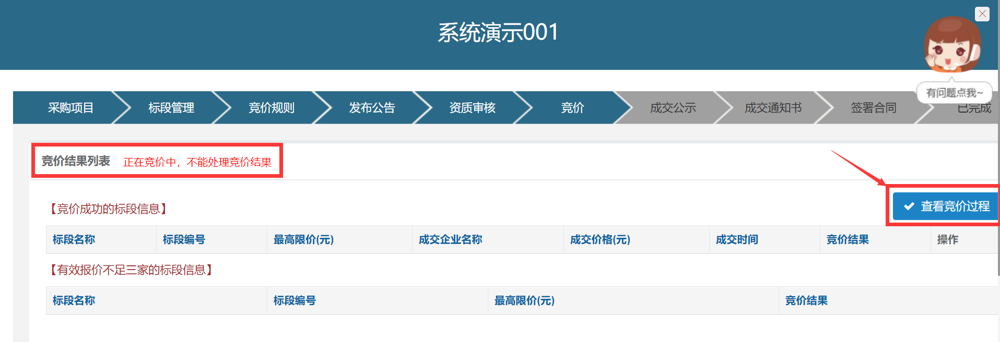 系统演示001
有问题点我~
采购项目 标段管理 竞价规则 发布公告 资质审核 竞价 成交公示 成交通知书 签署合同 已完成
竞价结果列表 正在竞价中，不能处理竞价结果
查看竞价过程
【竞价成功的标段信息】
标段名称 标段编号 最高限价(元) 成交企业名称 成交价格(元) 成交时间 竞价结果 操作
【有效报价不足三家的标段信息】
标段名称 标段编号 最高限价(元) 竞价结果